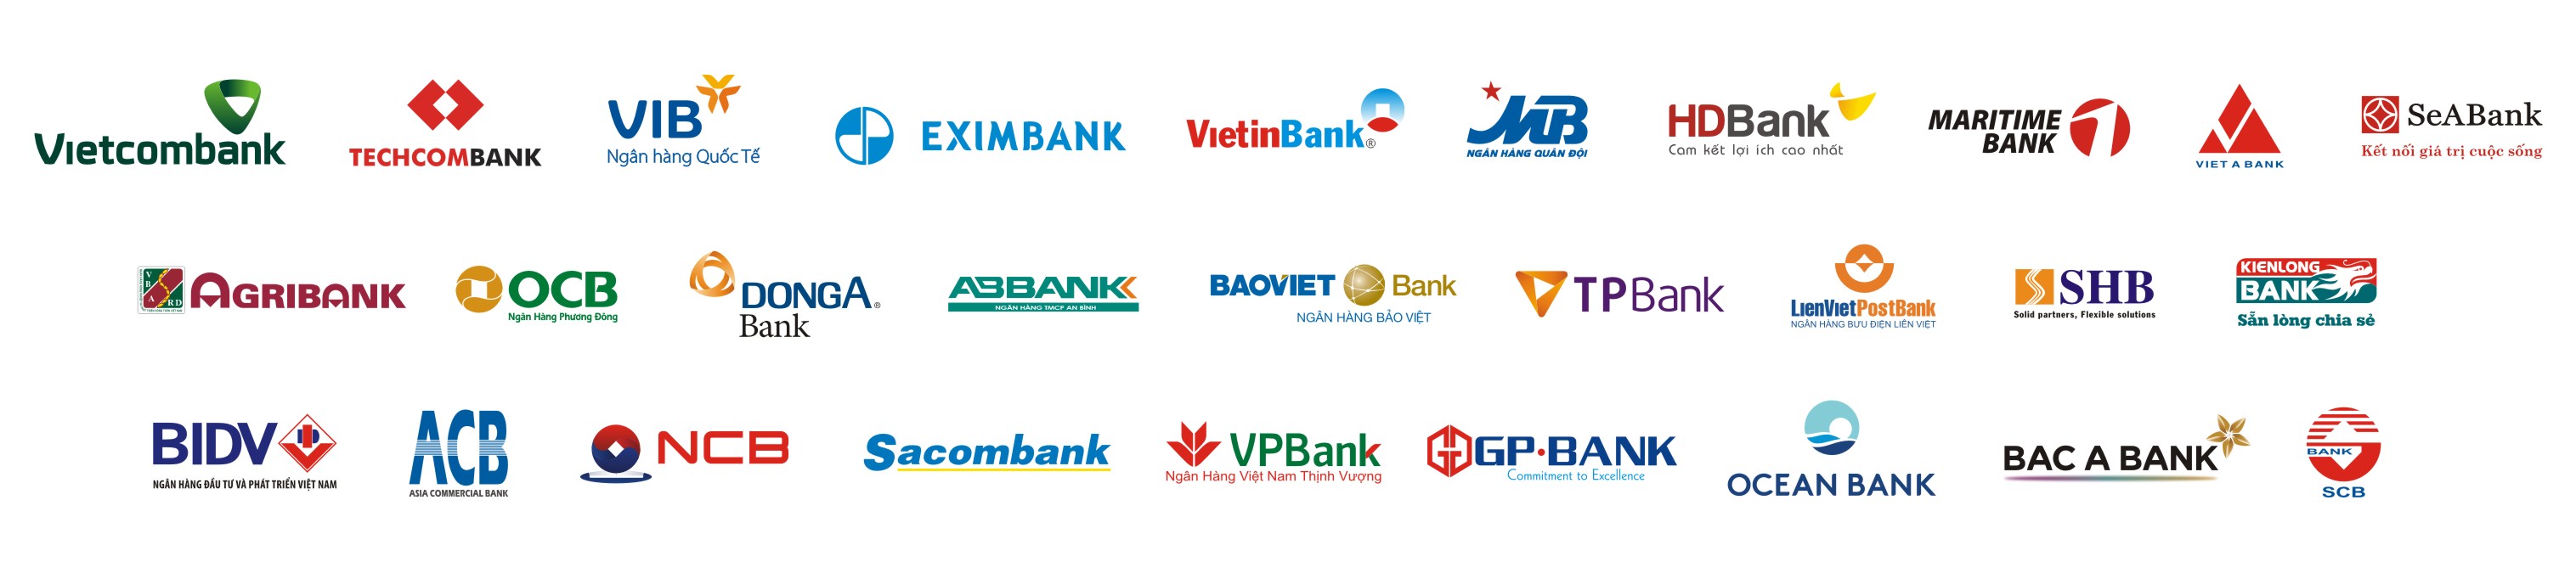 Vietcombank
TECHCOMBANK
VIB
Ngân hàng Quốc Tế
EXIMBANK
VietinBank®
MB
NGÂN HÀNG QUÂN ĐỘI
HDBank
Cam kết lợi ích cao nhất
MARITIME
BANK
VIET A BANK
SeABank
Kết nối giá trị cuộc sống
VBARD
AGRIBANK
OCB
Ngân Hàng Phương Đông
DONGA®
Bank
ABBANK
NGÂN HÀNG TMCP AN BÌNH
BAOVIET Bank
NGÂN HÀNG BẢO VIỆT
TPBank
LienVietPostBank
NGÂN HÀNG BƯU ĐIỆN LIÊN VIỆT
SHB
Solid partners, Flexible solutions
KIENLONG
BANK
Sẵn lòng chia sẻ
BIDV
NGÂN HÀNG ĐẦU TƯ VÀ PHÁT TRIỂN VIỆT NAM
ACB
ASIA COMMERCIAL BANK
NCB
Sacombank
VPBank
Ngân Hàng Việt Nam Thịnh Vượng
GP·BANK
Commitment to Excellence
OCEAN BANK
BAC A BANK
BANK
SCB